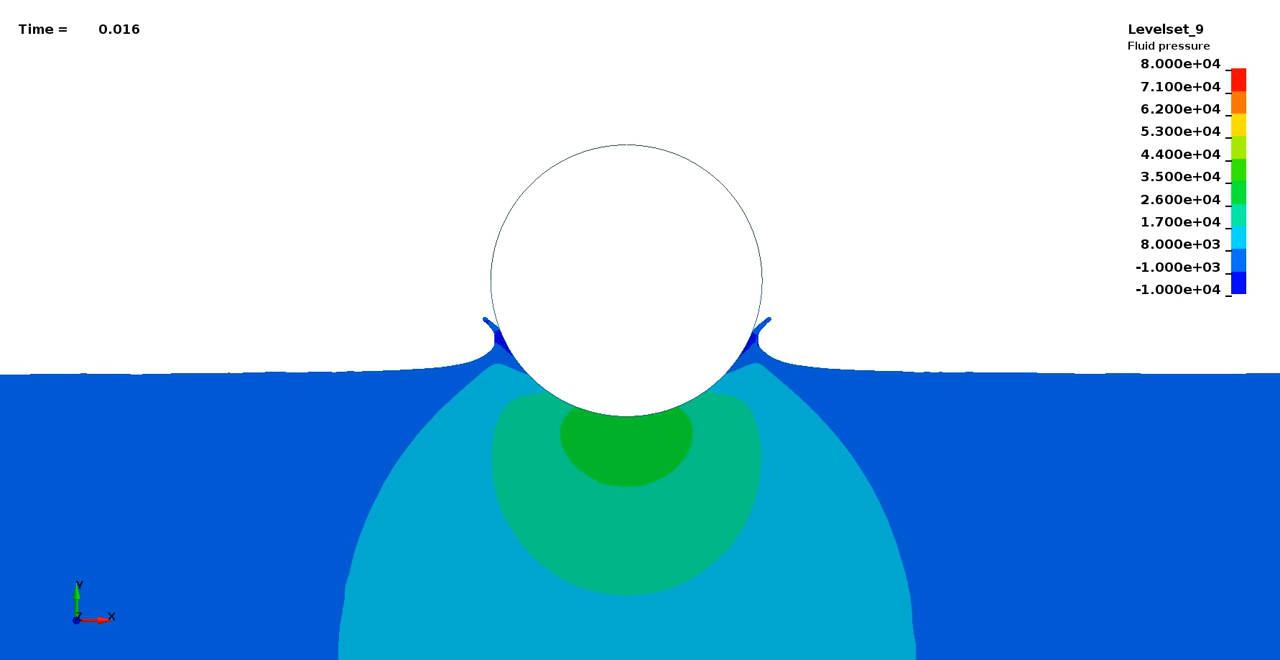 Time = 0.016
Levelset_9
Fluid pressure
8.000e+04
7.100e+04
6.200e+04
5.300e+04
4.400e+04
3.500e+04
2.600e+04
1.700e+04
8.000e+03
-1.000e+03
-1.000e+04
Y
Z X